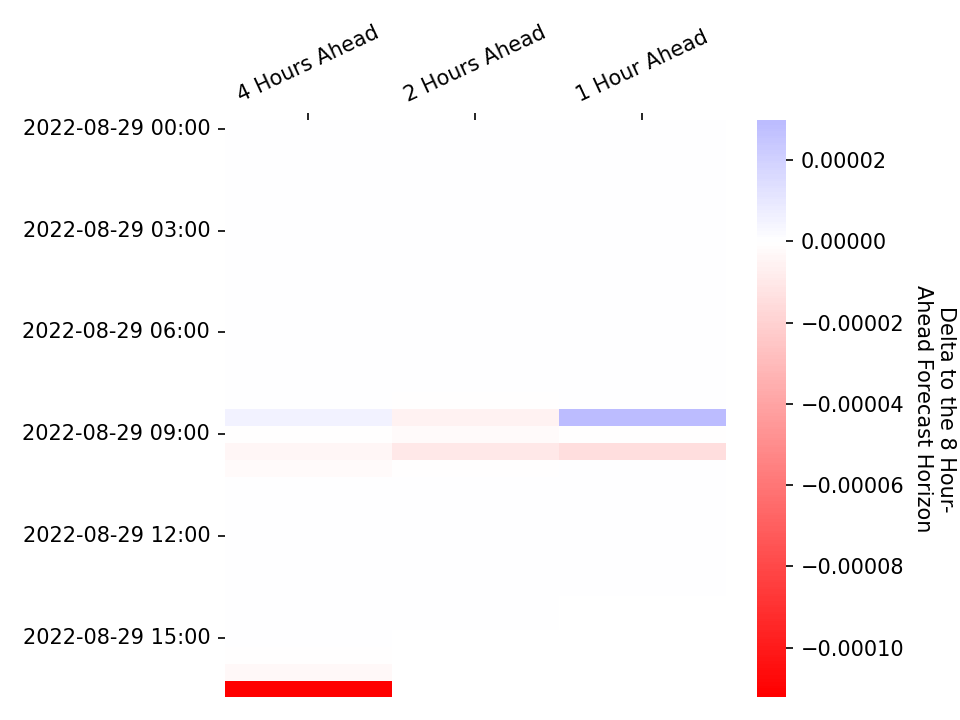 4 Hours Ahead
2 Hours Ahead
1 Hour Ahead
2022-08-29 00:00
2022-08-29 03:00
2022-08-29 06:00
2022-08-29 09:00
2022-08-29 12:00
2022-08-29 15:00
0.00002
0.00000
−0.00002
−0.00004
−0.00006
−0.00008
−0.00010
Delta to the 8 Hour-
Ahead Forecast Horizon